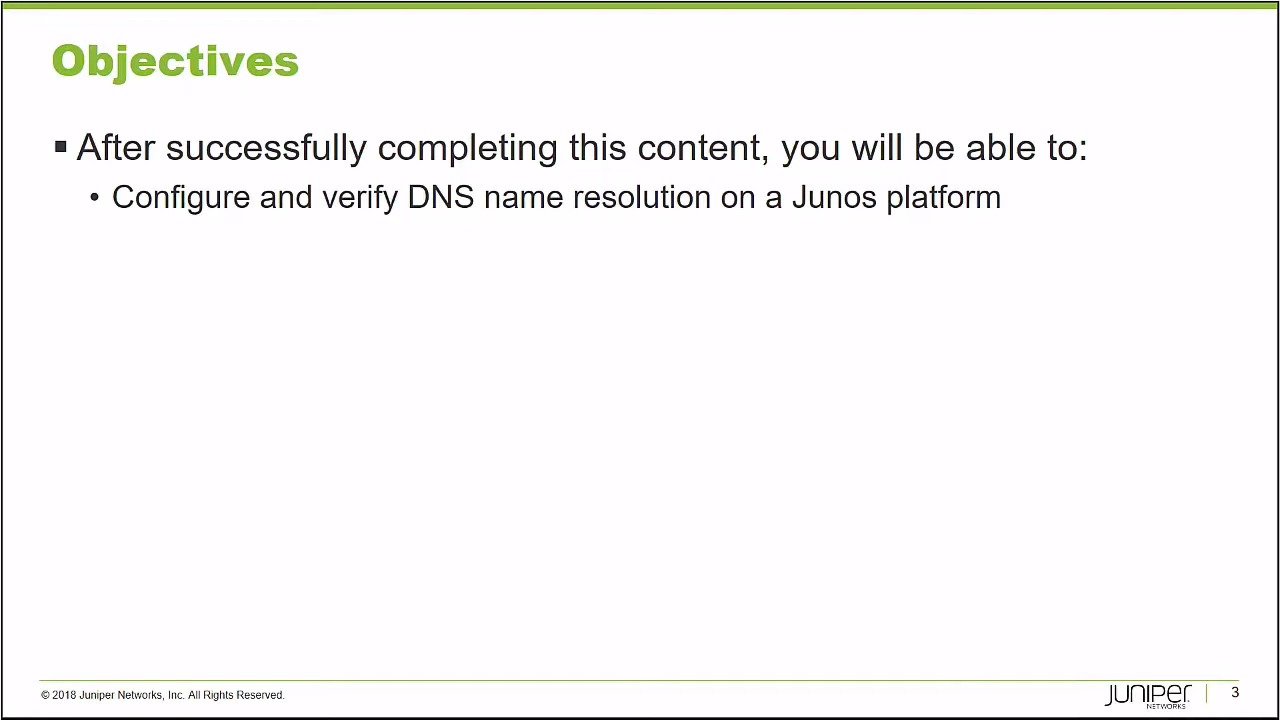 Objectives
▪ After successfully completing this content, you will be able to:
• Configure and verify DNS name resolution on a Junos platform
© 2018 Juniper Networks, Inc. All Rights Reserved.
JUNIPER
NETWORKS
3